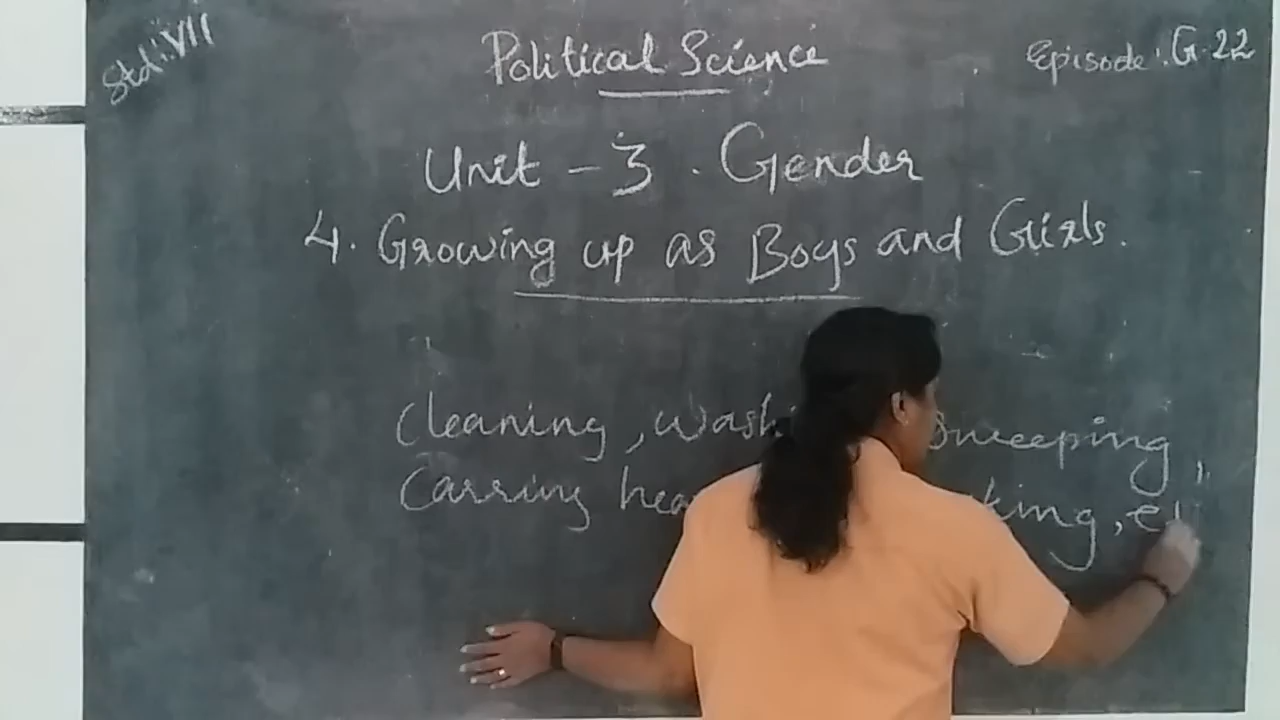 Std: VII
Political Science
Episode: G-22
Unit - 3. Gender
4. Growing up as Boys and Girls.
Cleaning, washi sweeping,
Carring hea king, et